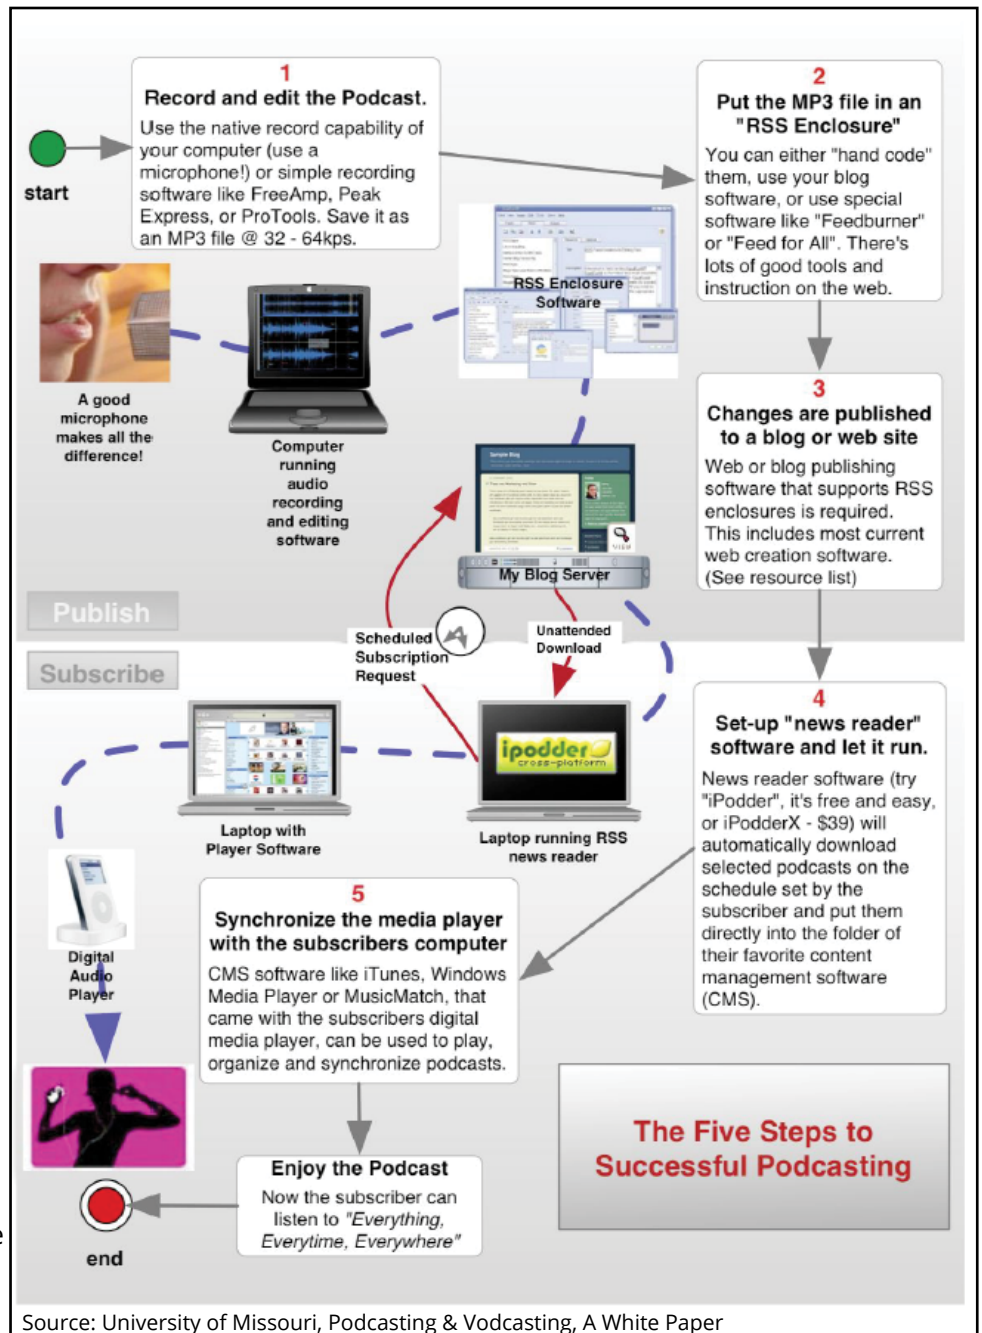 1
Record and edit the Podcast.
Use the native record capability of
your computer (use a
microphone!) or simple recording
software like FreeAmp, Peak
Express, or ProTools. Save it as
an MP3 file @ 32 - 64kps.
start
2
Put the MP3 file in an
"RSS Enclosure"
You can either "hand code"
them, use your blog
software, or use special
software like "Feedburner"
or "Feed for All". There's
lots of good tools and
instruction on the web.
RSS Enclosure
Software
A good
microphone
makes all the
difference!
Computer
running
audio
recording
and editing
software
3
Changes are published
to a blog or web site
Web or blog publishing
software that supports RSS
enclosures is required.
This includes most current
web creation software.
(See resource list)
Sample Blog
VIEW
My Blog Server
Publish
Subscribe
Scheduled
Subscription
Request
Unattended
Download
4
Set-up "news reader"
software and let it run.
News reader software (try
"iPodder", it's free and easy,
or iPodderX - $39) will
automatically download
selected podcasts on the
schedule set by the
subscriber and put them
directly into the folder of
their favorite content
management software
(CMS).
ipodder
cross-platform
Laptop with
Player Software
Laptop running RSS
news reader
Digital
Audio
Player
5
Synchronize the media player
with the subscribers computer
CMS software like iTunes, Windows
Media Player or MusicMatch, that
came with the subscribers digital
media player, can be used to play,
organize and synchronize podcasts.
Enjoy the Podcast
Now the subscriber can
listen to "Everything,
Everytime, Everywhere"
end
The Five Steps to
Successful Podcasting
e
Source: University of Missouri, Podcasting & Vodcasting, A White Paper